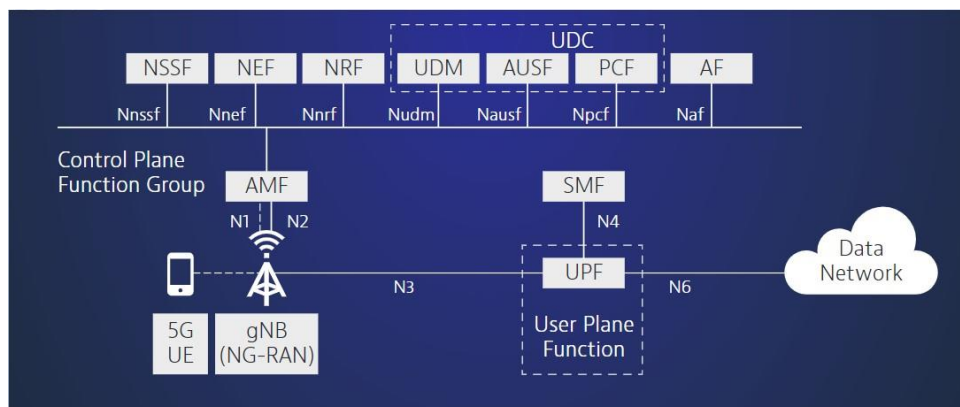 UDC
NSSF
NEF
NRF
UDM
AUSF
PCF
AF
Nnssf
Nnef
Nnrf
Nudm
Nausf
Npcf
Naf
Control Plane
Function Group
AMF
SMF
N1
N2
N4
Data
Network
UPF
N3
N6
5G
UE
gNB
(NG-RAN)
User Plane
Function